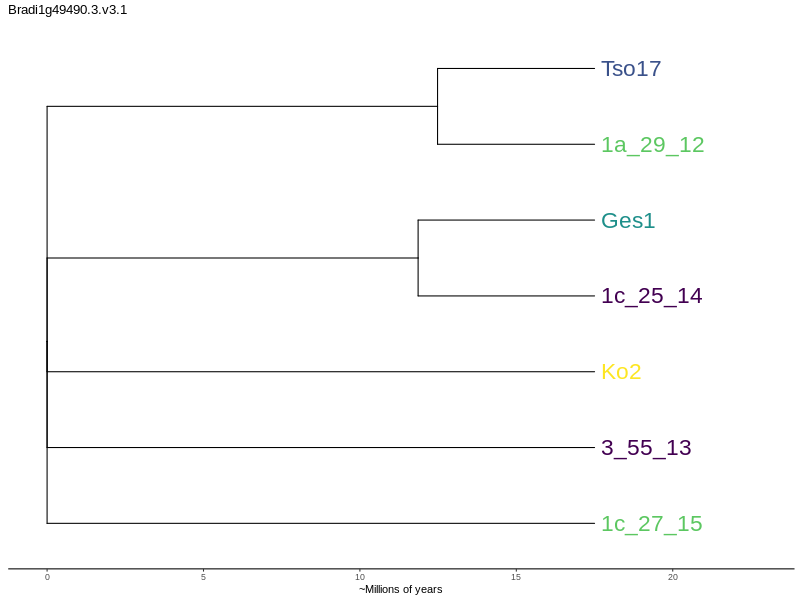 Bradi1g49490.3.v3.1
Tso17
1a_29_12
Ges1
1c_25_14
Ko2
3_55_13
1c_27_15
0 5 10 15 20
~Millions of years